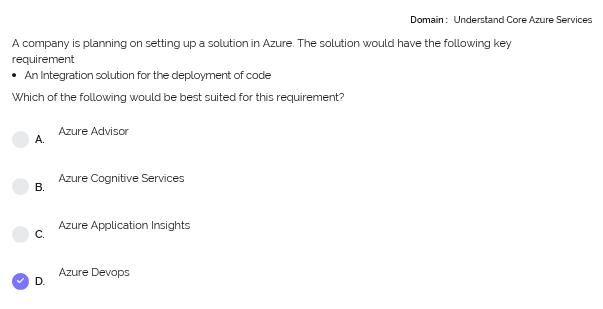 Domain : Understand Core Azure Services
A company is planning on setting up a solution in Azure. The solution would have the following key
requirement
• An Integration solution for the deployment of code
Which of the following would be best suited for this requirement?
A. Azure Advisor
B. Azure Cognitive Services
C. Azure Application Insights
D. Azure Devops